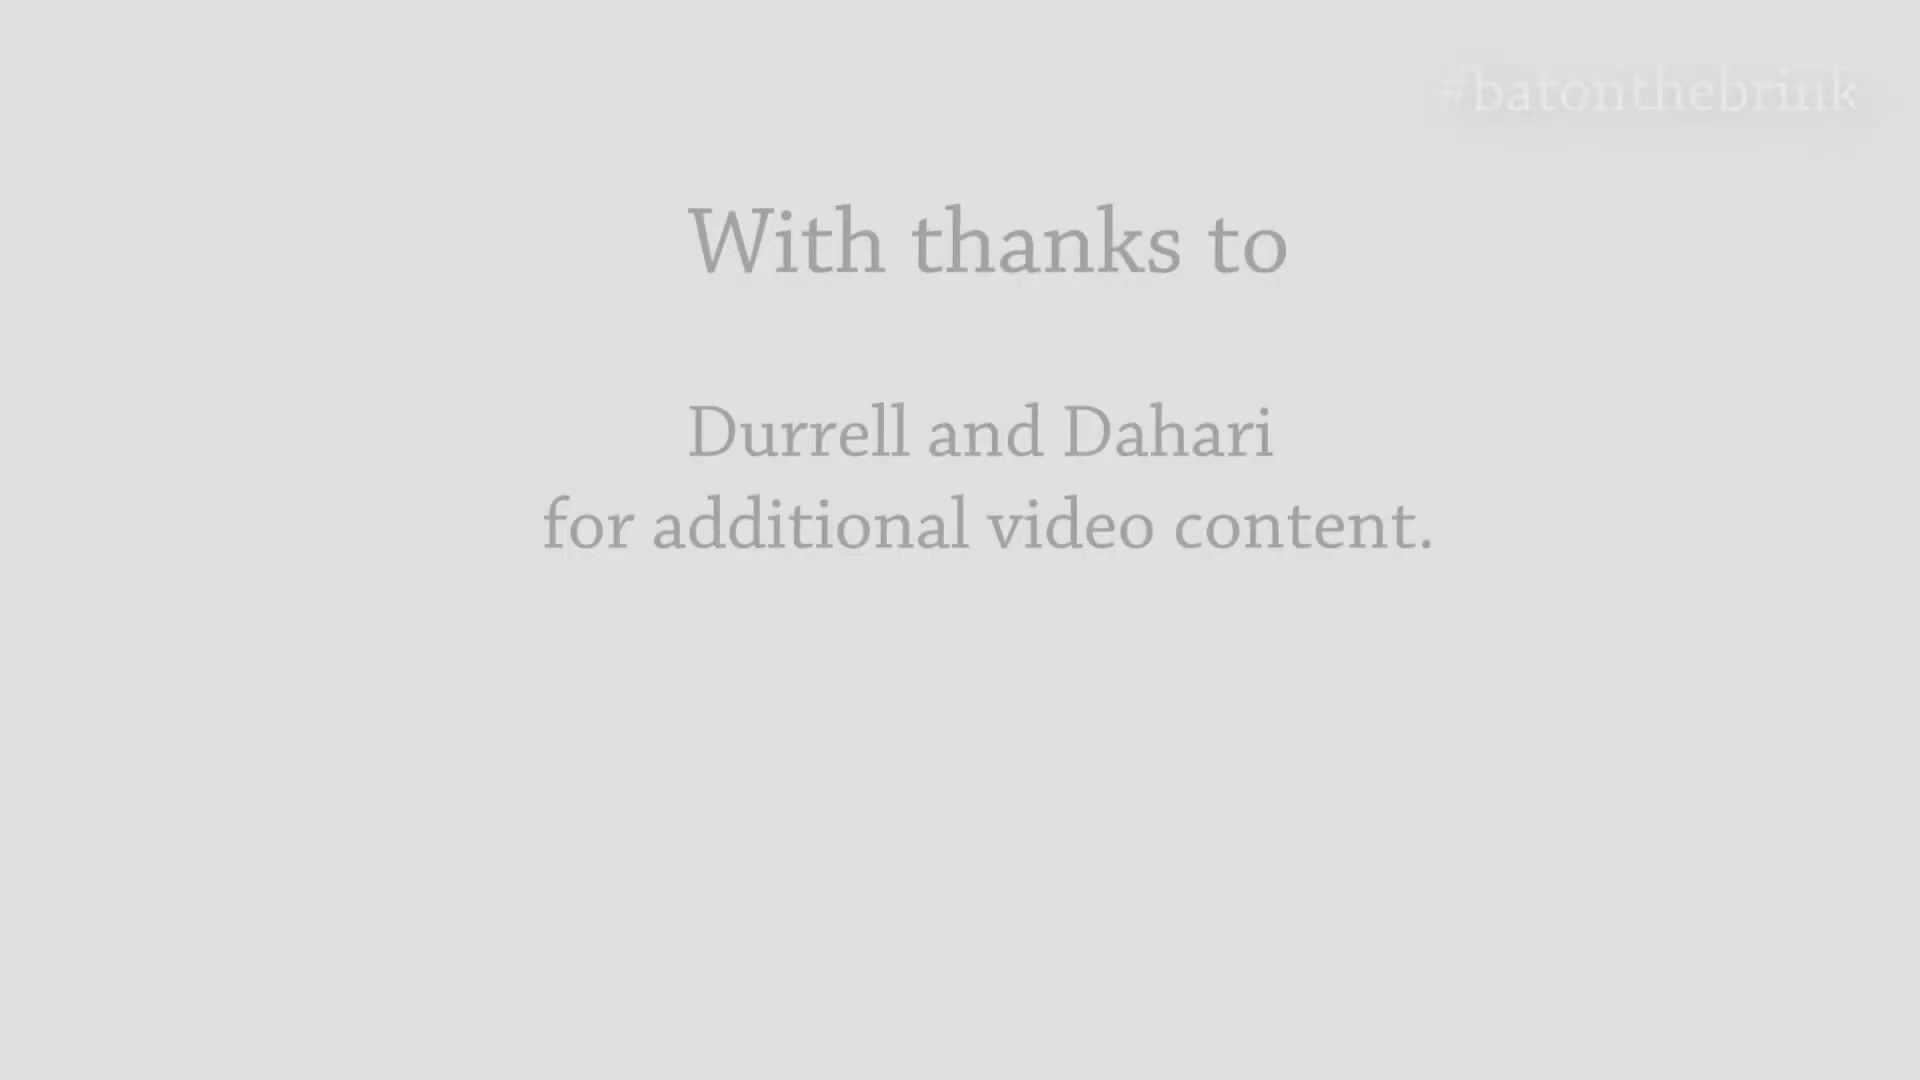 #batonthebrink
With thanks to
Durrell and Dahari
for additional video content.